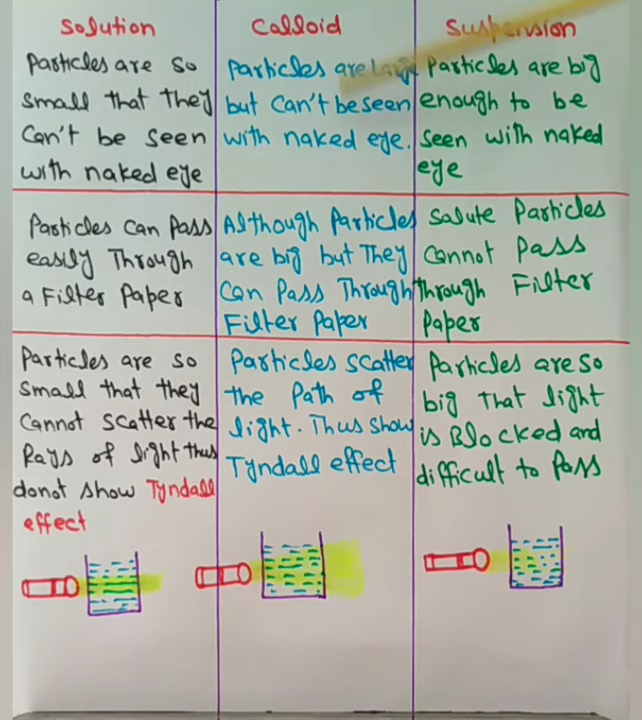 Solution
Particles are so
small that They
Can't be seen
with naked eye
Particles can Pass
easily Through
a Filter Paper
Particles are so
small that they
Cannot scatter the
Rays of light thus
donot show Tyndall
effect
Colloid
Particles are Large
but Can't be seen
with naked eye.
Although Particles
are big but They
Can Pass Through
Filter Paper
Particles scatter
the Path of
light. Thus show
Tyndall effect
Suspension
Particles are big
enough to be
seen with naked
eye
Salute Particles
Cannot Pass
through Filter
Paper
Particles are so
big That light
is Blocked and
difficult to Pass